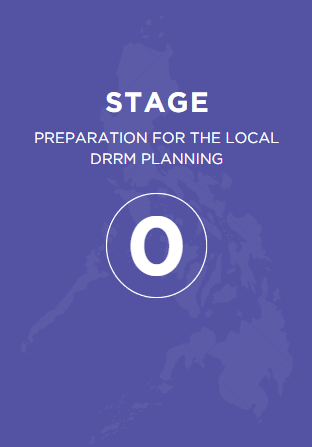 STAGE
PREPARATION FOR THE LOCAL
DRRM PLANNING
0